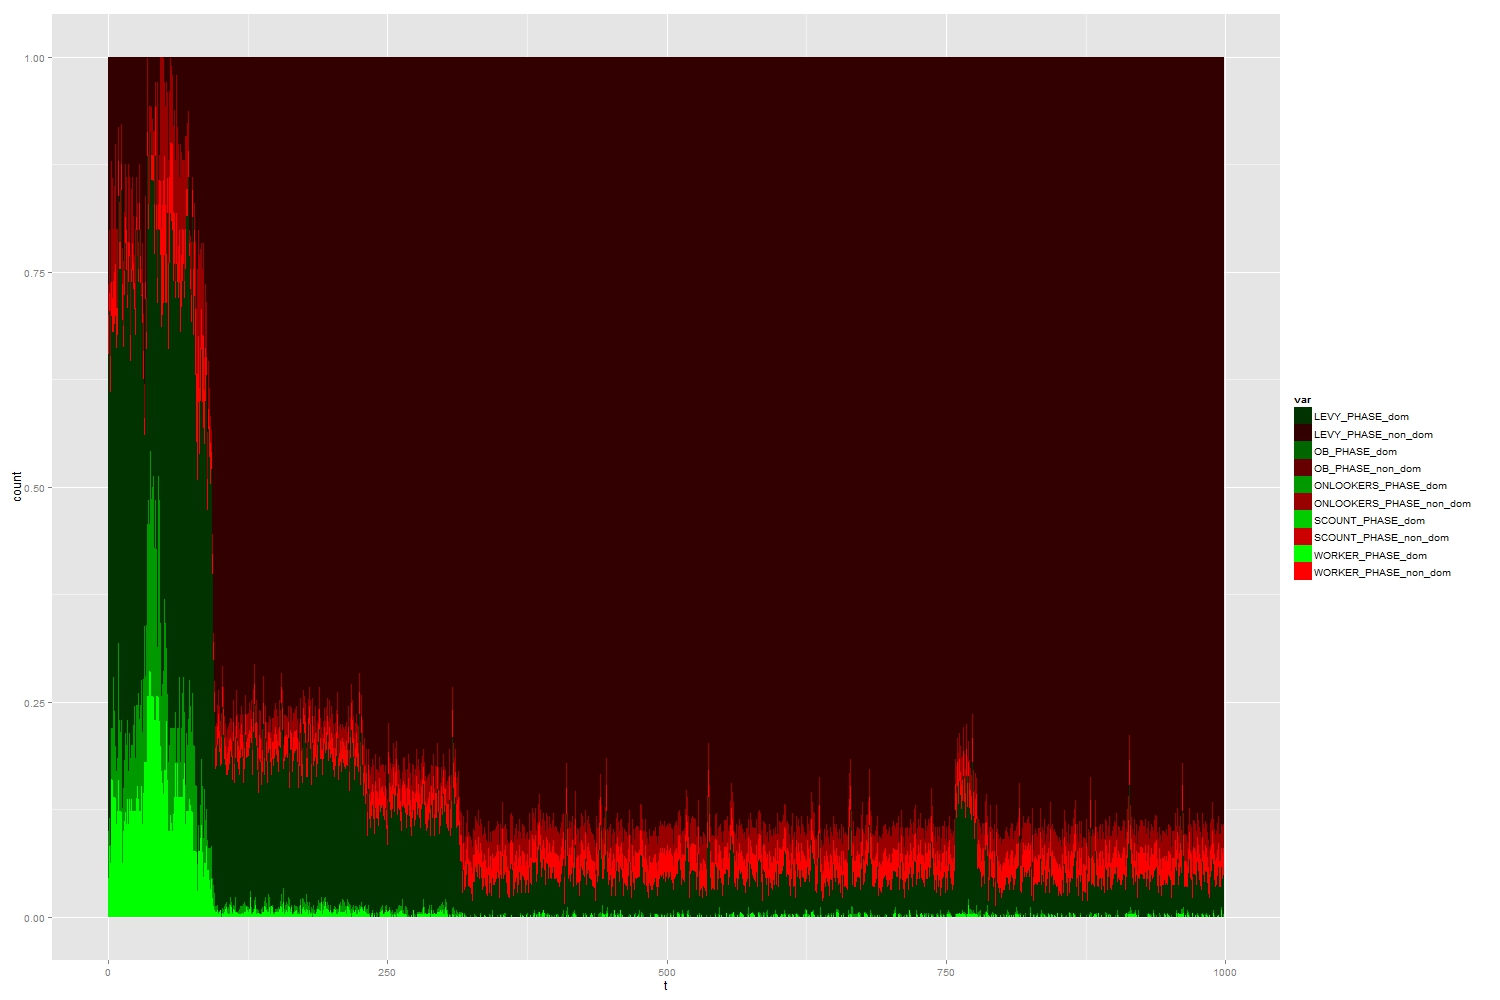 1.00
0.75
0.50
0.25
0.00
count
0
250
500
750
1000
t
var
LEVY_PHASE_dom
LEVY_PHASE_non_dom
OB_PHASE_dom
OB_PHASE_non_dom
ONLOOKERS_PHASE_dom
ONLOOKERS_PHASE_non_dom
SCOUNT_PHASE_dom
SCOUNT_PHASE_non_dom
WORKER_PHASE_dom
WORKER_PHASE_non_dom